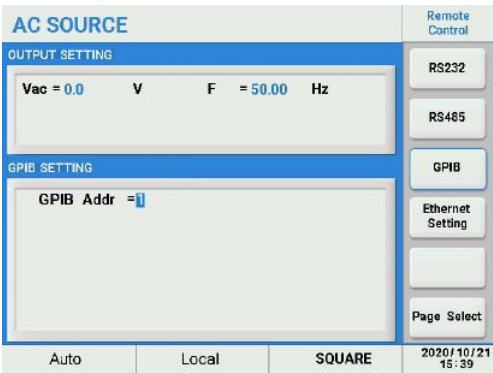 AC SOURCE
Remote
Control
OUTPUT SETTING
Vac = 0.0 V F = 50.00 Hz
RS232
RS485
GPIB SETTING
GPIB Addr =1
GPIB
Ethernet
Setting
Page Select
Auto Local SQUARE
2020/10/21
15:39